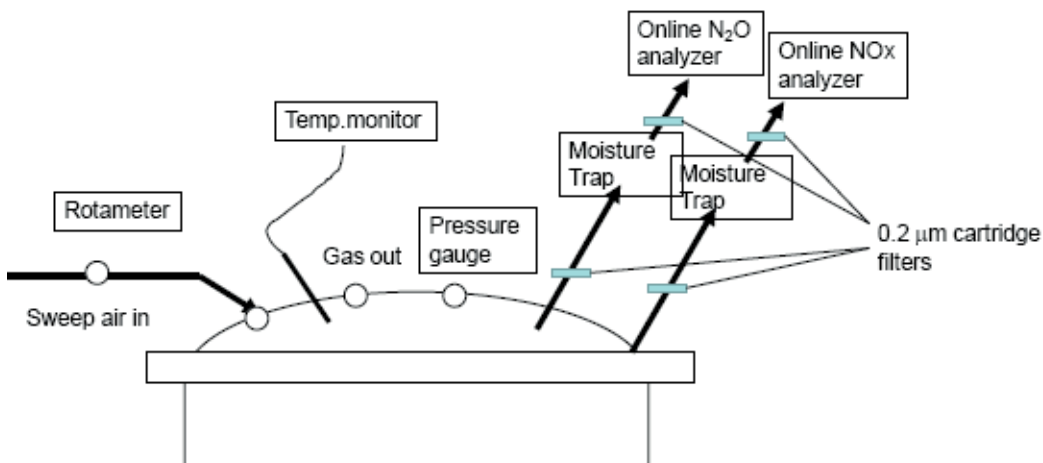 Online N₂O
analyzer
Online NOx
analyzer
Temp.monitor
Moisture
Trap
Moisture
Trap
Rotameter
Pressure
gauge
Gas out
0.2 μm cartridge
filters
Sweep air in